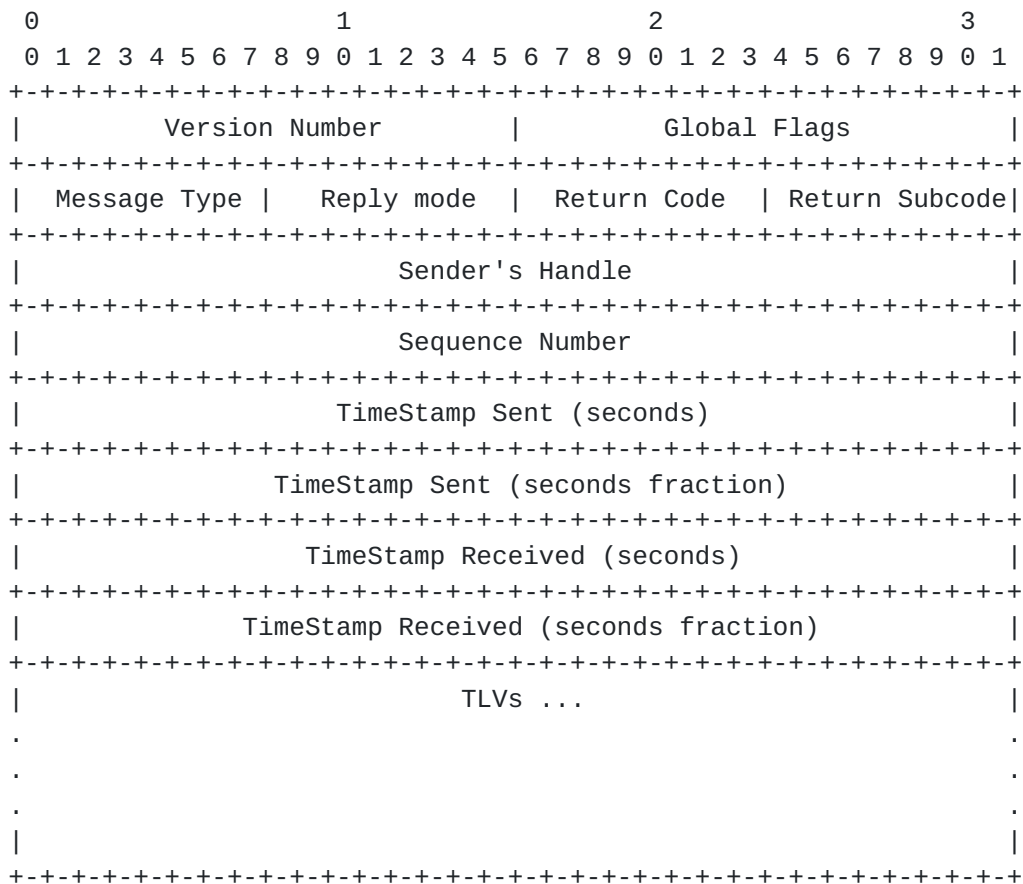 0                   1                   2                   3
 0 1 2 3 4 5 6 7 8 9 0 1 2 3 4 5 6 7 8 9 0 1 2 3 4 5 6 7 8 9 0 1
+-+-+-+-+-+-+-+-+-+-+-+-+-+-+-+-+-+-+-+-+-+-+-+-+-+-+-+-+-+-+-+-+
|         Version Number        |         Global Flags          |
+-+-+-+-+-+-+-+-+-+-+-+-+-+-+-+-+-+-+-+-+-+-+-+-+-+-+-+-+-+-+-+-+
|  Message Type |   Reply mode  |  Return Code  | Return Subcode|
+-+-+-+-+-+-+-+-+-+-+-+-+-+-+-+-+-+-+-+-+-+-+-+-+-+-+-+-+-+-+-+-+
|                        Sender's Handle                        |
+-+-+-+-+-+-+-+-+-+-+-+-+-+-+-+-+-+-+-+-+-+-+-+-+-+-+-+-+-+-+-+-+
|                        Sequence Number                        |
+-+-+-+-+-+-+-+-+-+-+-+-+-+-+-+-+-+-+-+-+-+-+-+-+-+-+-+-+-+-+-+-+
|                    TimeStamp Sent (seconds)                   |
+-+-+-+-+-+-+-+-+-+-+-+-+-+-+-+-+-+-+-+-+-+-+-+-+-+-+-+-+-+-+-+-+
|                TimeStamp Sent (seconds fraction)              |
+-+-+-+-+-+-+-+-+-+-+-+-+-+-+-+-+-+-+-+-+-+-+-+-+-+-+-+-+-+-+-+-+
|                  TimeStamp Received (seconds)                 |
+-+-+-+-+-+-+-+-+-+-+-+-+-+-+-+-+-+-+-+-+-+-+-+-+-+-+-+-+-+-+-+-+
|              TimeStamp Received (seconds fraction)            |
+-+-+-+-+-+-+-+-+-+-+-+-+-+-+-+-+-+-+-+-+-+-+-+-+-+-+-+-+-+-+-+-+
|                            TLVs ...                           |
.                                                               .
.                                                               .
.                                                               .
|                                                               |
+-+-+-+-+-+-+-+-+-+-+-+-+-+-+-+-+-+-+-+-+-+-+-+-+-+-+-+-+-+-+-+-+